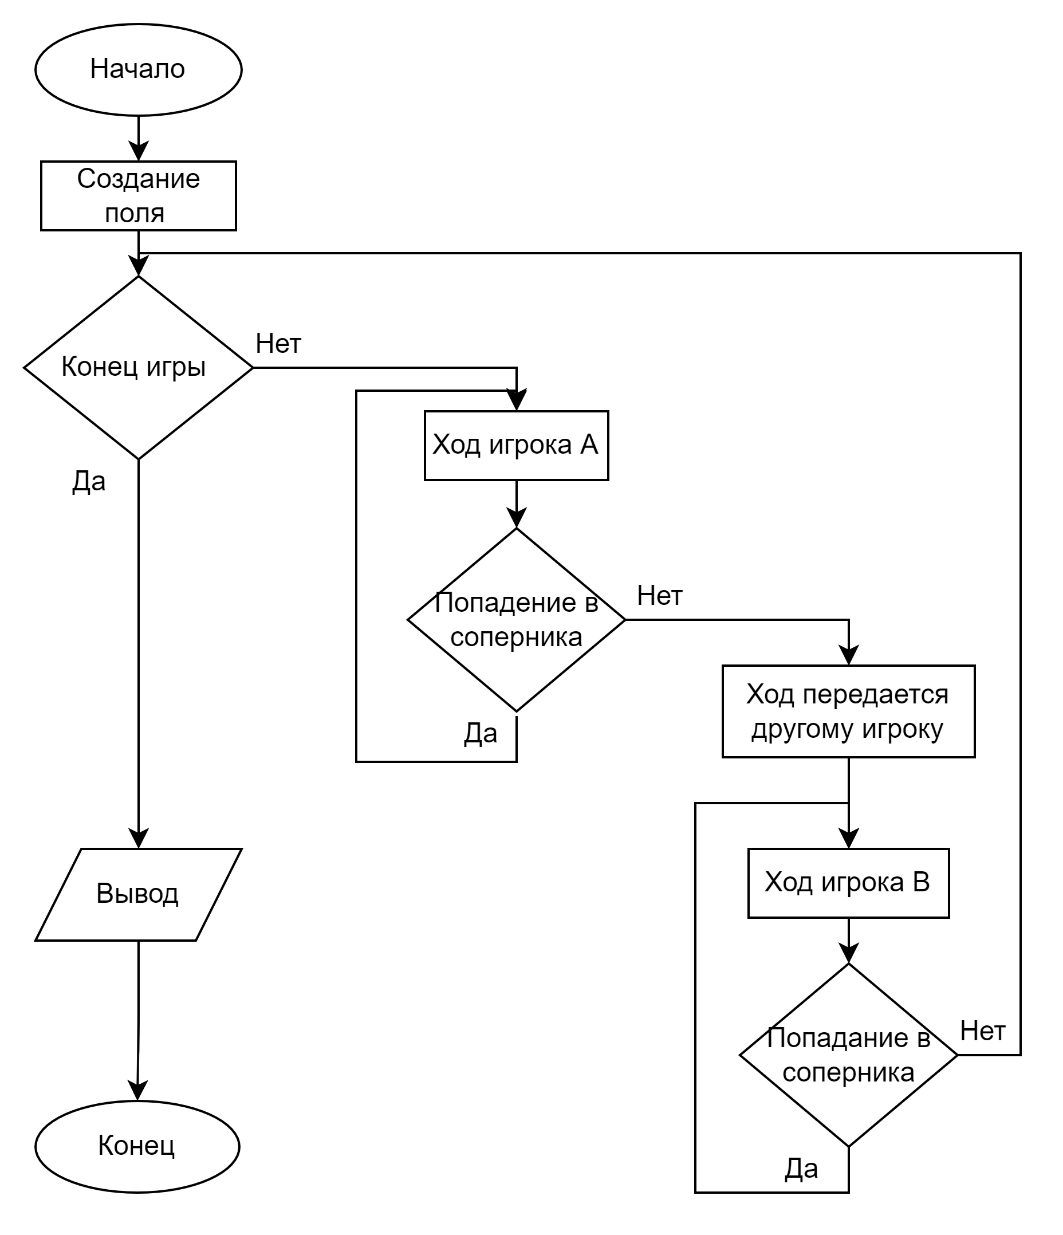 Начало
Создание
поля
Конец игры
Нет
Да
Ход игрока А
Попадение в
соперника
Нет
Да
Ход передается
другому игроку
Ход игрока В
Попадание в
соперника
Нет
Да
Вывод
Конец